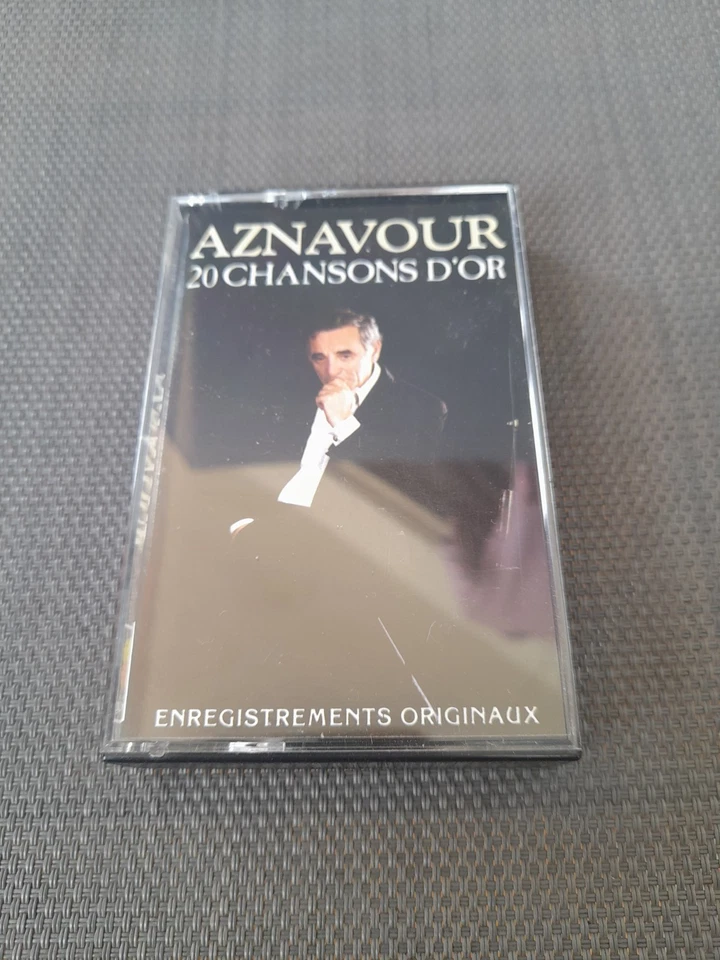 AZNAVOUR
20 CHANSONS D'OR
ENREGISTREMENTS ORIGINAUX